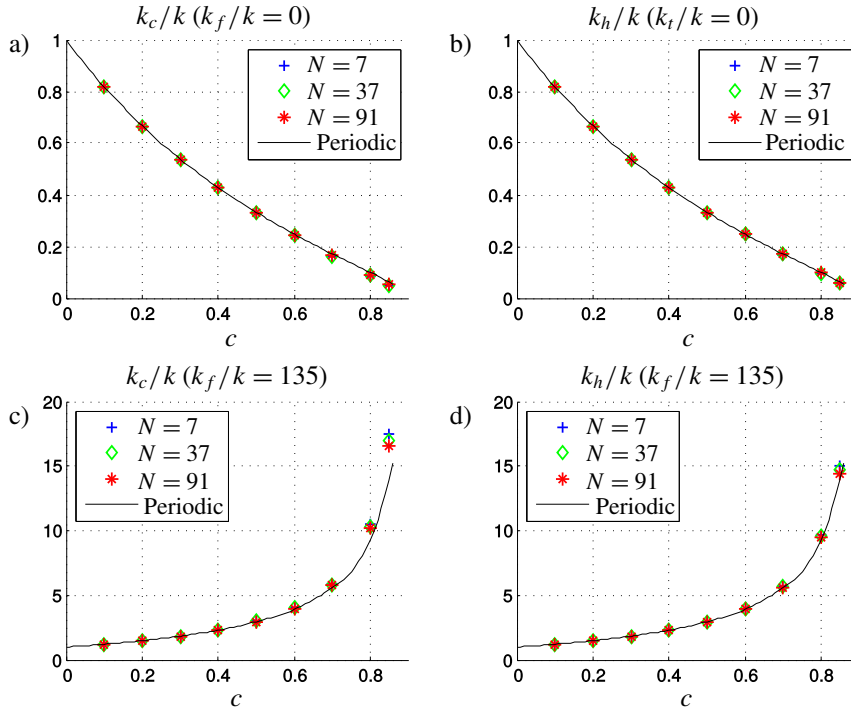 a)
k_c/k (k_f/k = 0)
1
0.8
0.6
0.4
0.2
0
0 0.2 0.4 0.6 0.8
c
N = 7
N = 37
N = 91
Periodic
b)
k_h/k (k_t/k = 0)
1
0.8
0.6
0.4
0.2
0
0 0.2 0.4 0.6 0.8
c
N = 7
N = 37
N = 91
Periodic
c)
k_c/k (k_f/k = 135)
20
15
10
5
0
0 0.2 0.4 0.6 0.8
c
N = 7
N = 37
N = 91
Periodic
d)
k_h/k (k_f/k = 135)
20
15
10
5
0
0 0.2 0.4 0.6 0.8
c
N = 7
N = 37
N = 91
Periodic